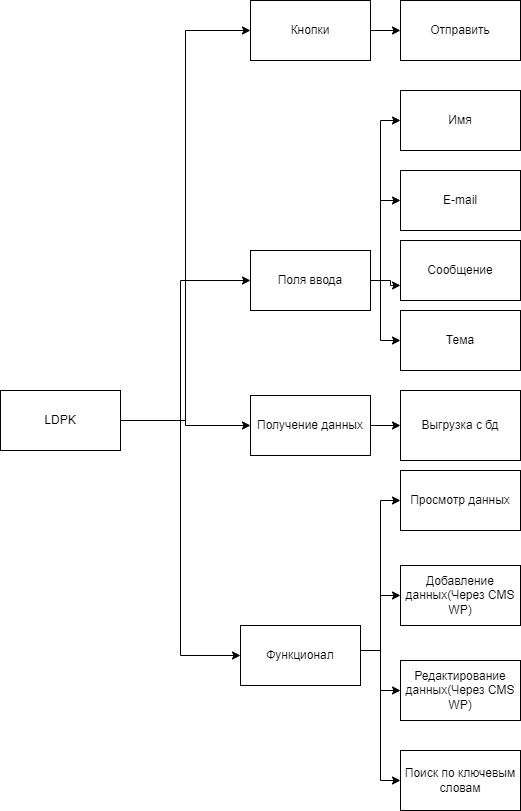 Кнопки
Отправить
Имя
E-mail
Поля ввода
Сообщение
Тема
LDPK
Получение данных
Выгрузка с бд
Просмотр данных
Добавление
данных(Через CMS
WP)
Функционал
Редактирование
данных(Через CMS
WP)
Поиск по ключевым
словам